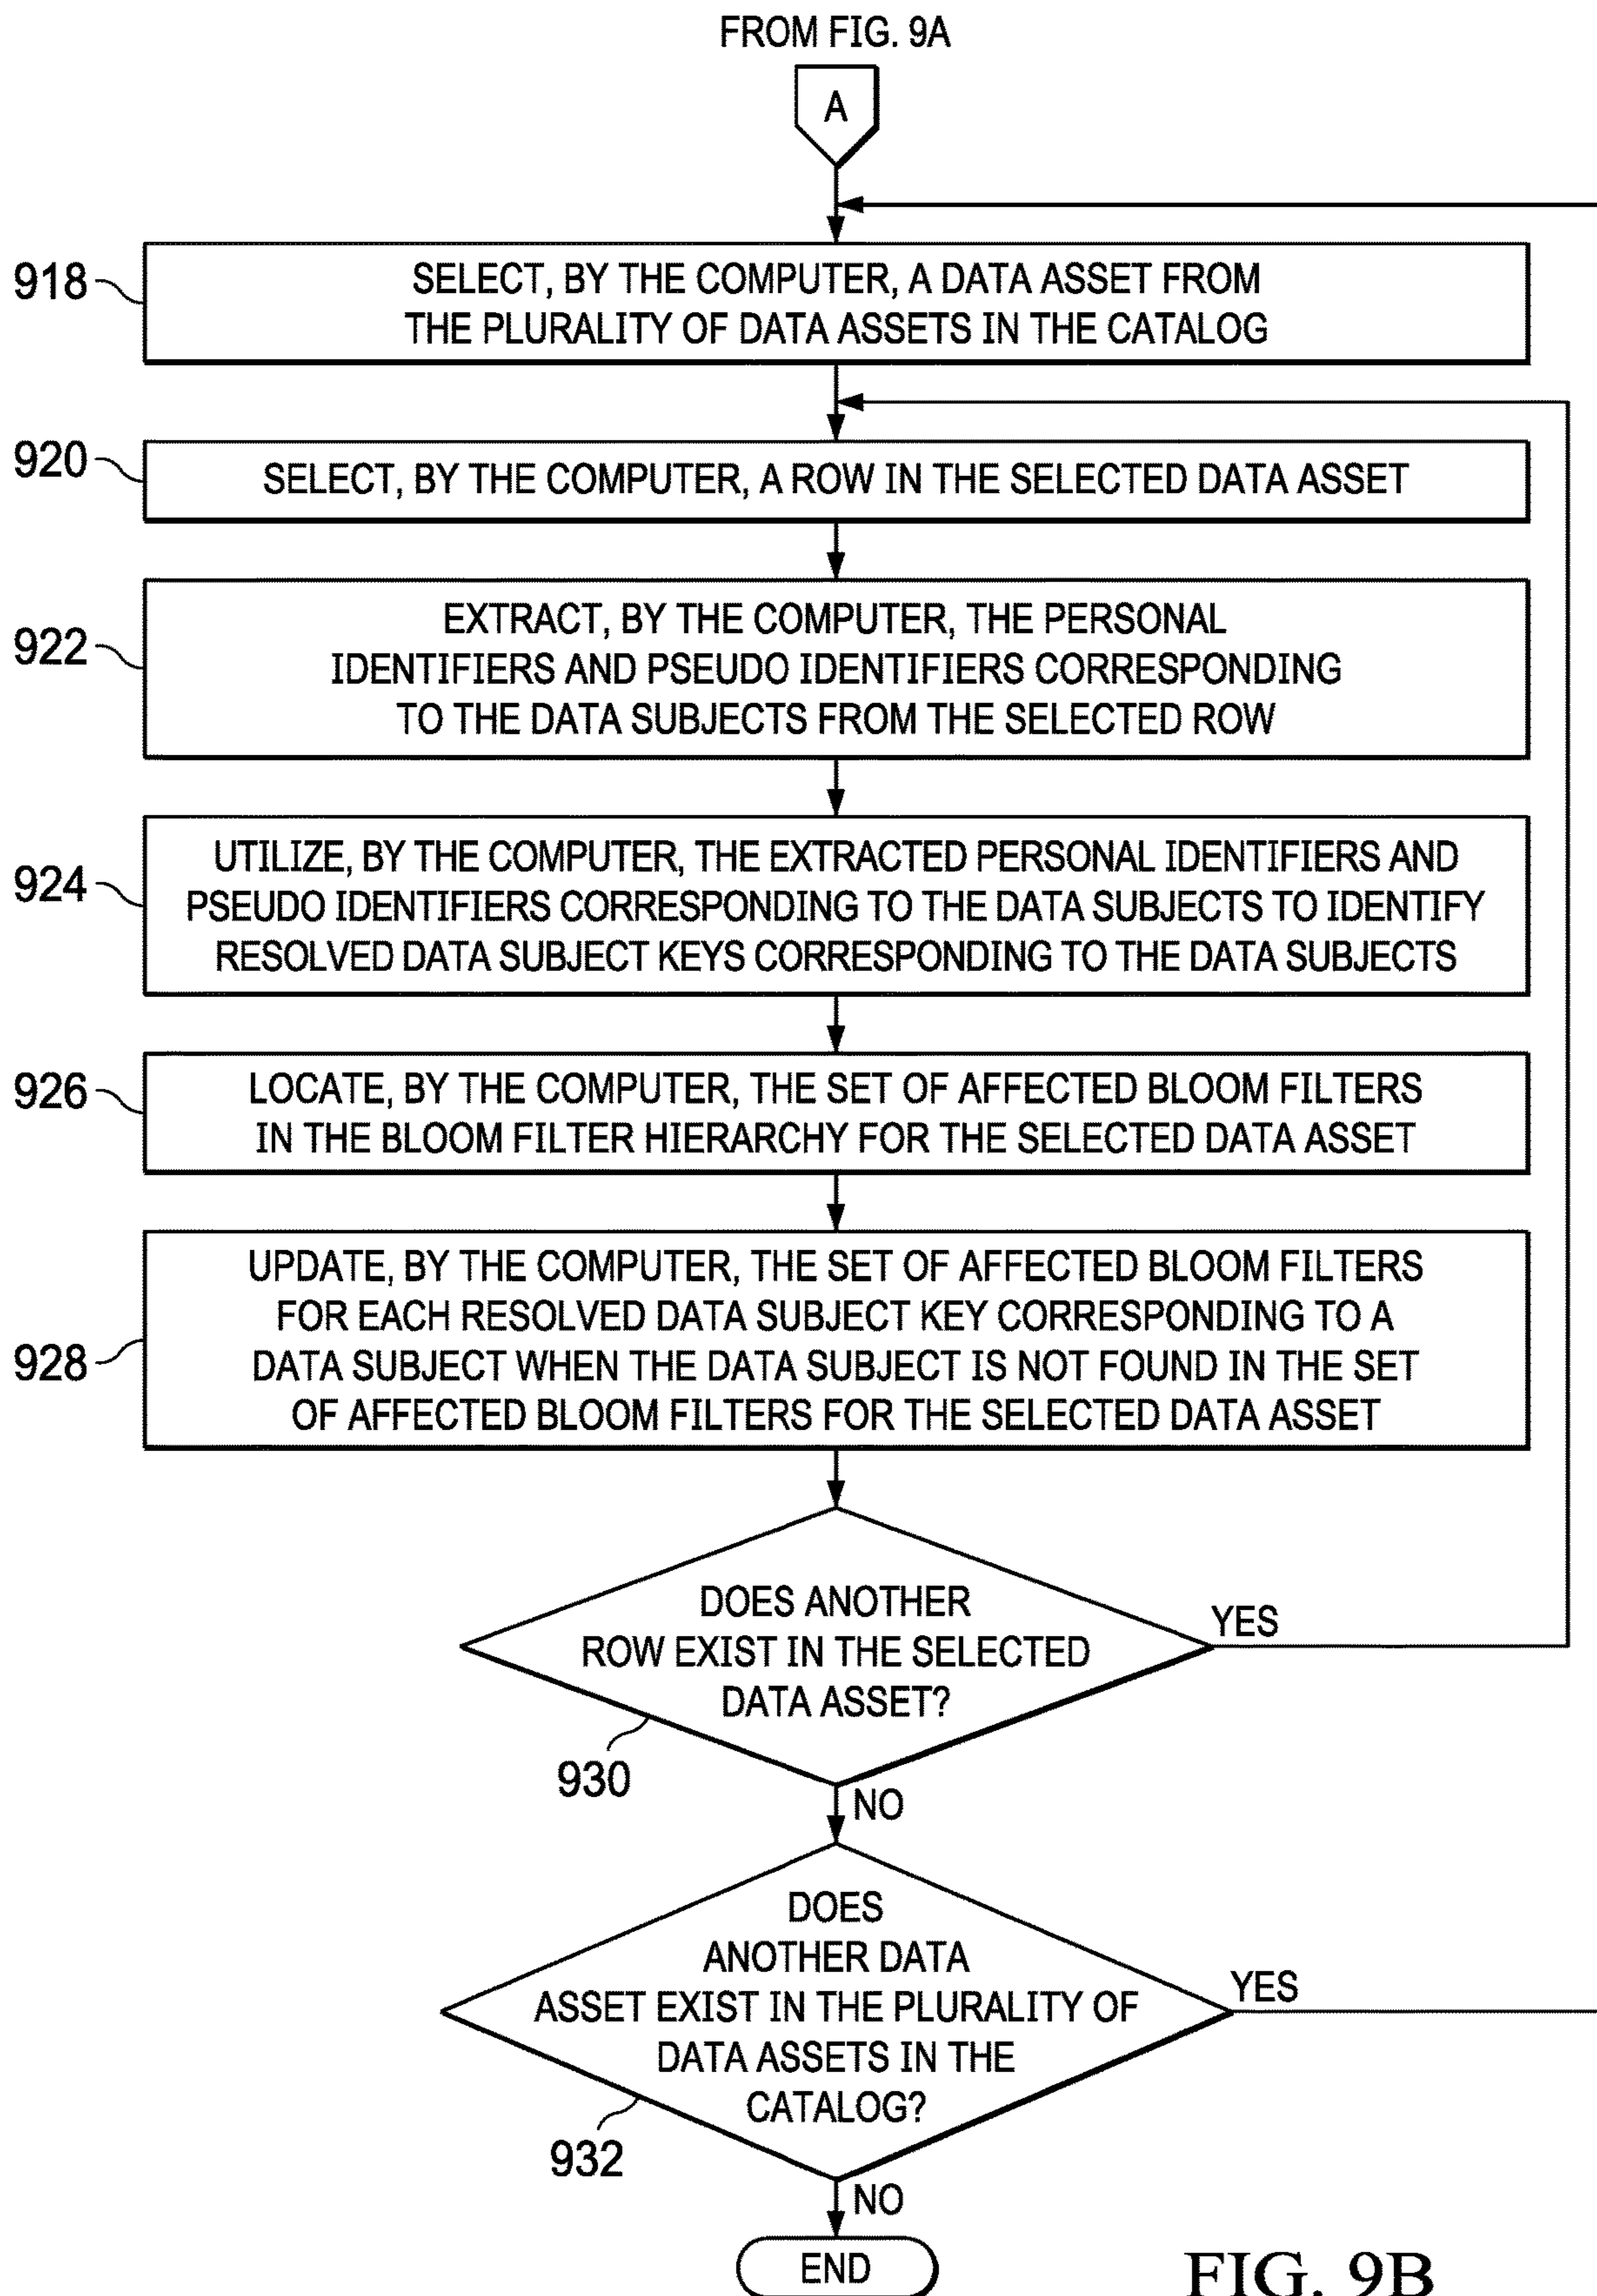 FROM FIG. 9A
A
918
SELECT, BY THE COMPUTER, A DATA ASSET FROM
THE PLURALITY OF DATA ASSETS IN THE CATALOG
920
SELECT, BY THE COMPUTER, A ROW IN THE SELECTED DATA ASSET
922
EXTRACT, BY THE COMPUTER, THE PERSONAL
IDENTIFIERS AND PSEUDO IDENTIFIERS CORRESPONDING
TO THE DATA SUBJECTS FROM THE SELECTED ROW
924
UTILIZE, BY THE COMPUTER, THE EXTRACTED PERSONAL IDENTIFIERS AND
PSEUDO IDENTIFIERS CORRESPONDING TO THE DATA SUBJECTS TO IDENTIFY
RESOLVED DATA SUBJECT KEYS CORRESPONDING TO THE DATA SUBJECTS
926
LOCATE, BY THE COMPUTER, THE SET OF AFFECTED BLOOM FILTERS
IN THE BLOOM FILTER HIERARCHY FOR THE SELECTED DATA ASSET
928
UPDATE, BY THE COMPUTER, THE SET OF AFFECTED BLOOM FILTERS
FOR EACH RESOLVED DATA SUBJECT KEY CORRESPONDING TO A
DATA SUBJECT WHEN THE DATA SUBJECT IS NOT FOUND IN THE SET
OF AFFECTED BLOOM FILTERS FOR THE SELECTED DATA ASSET
DOES ANOTHER
ROW EXIST IN THE SELECTED
DATA ASSET?
YES
930
NO
DOES
ANOTHER DATA
ASSET EXIST IN THE PLURALITY OF
DATA ASSETS IN THE
CATALOG?
YES
932
NO
END
FIG. 9B